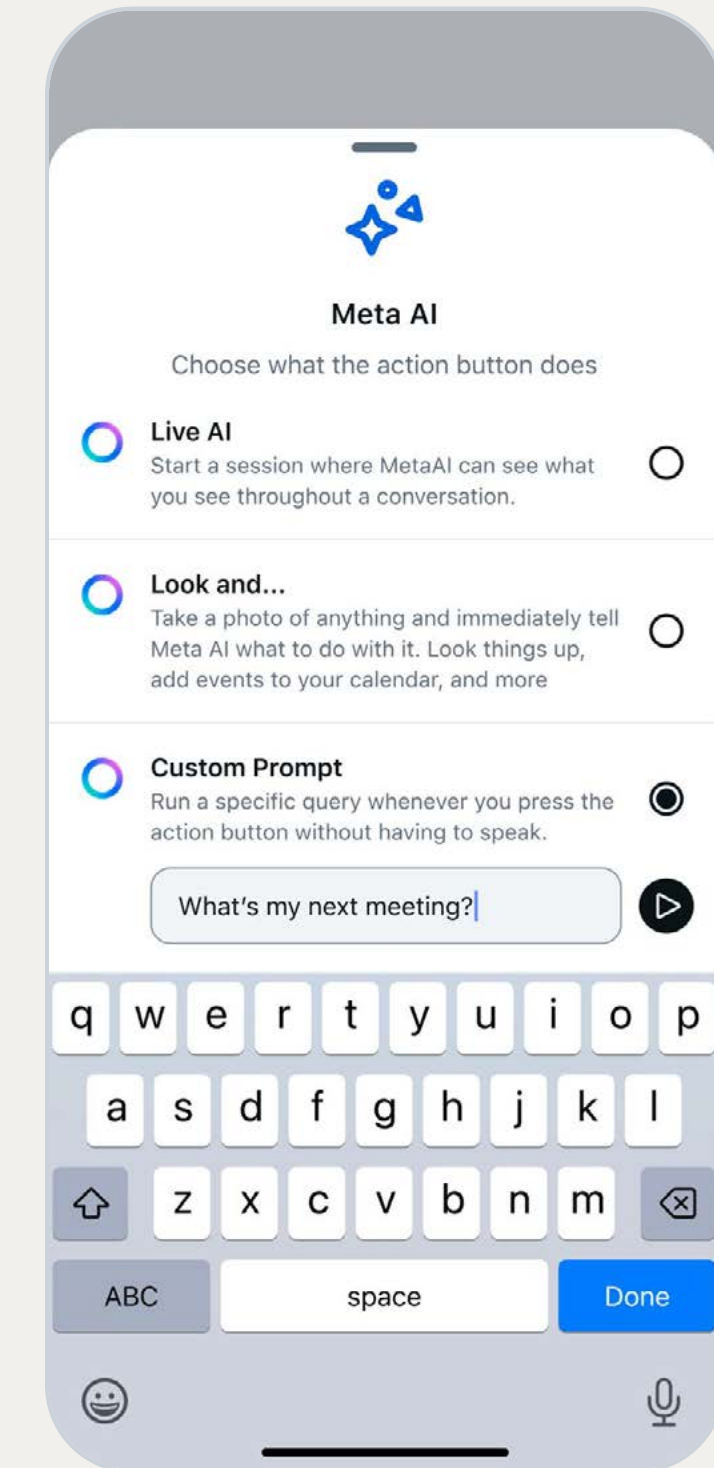 Meta AI
Choose what the action button does
Live AI
Start a session where MetaAI can see what
you see throughout a conversation.
Look and...
Take a photo of anything and immediately tell
Meta AI what to do with it. Look things up,
add events to your calendar, and more
Custom Prompt
Run a specific query whenever you press the
action button without having to speak.
What's my next meeting?
q w e r t y u i o p
a s d f g h j k l
z x c v b n m
ABC space Done